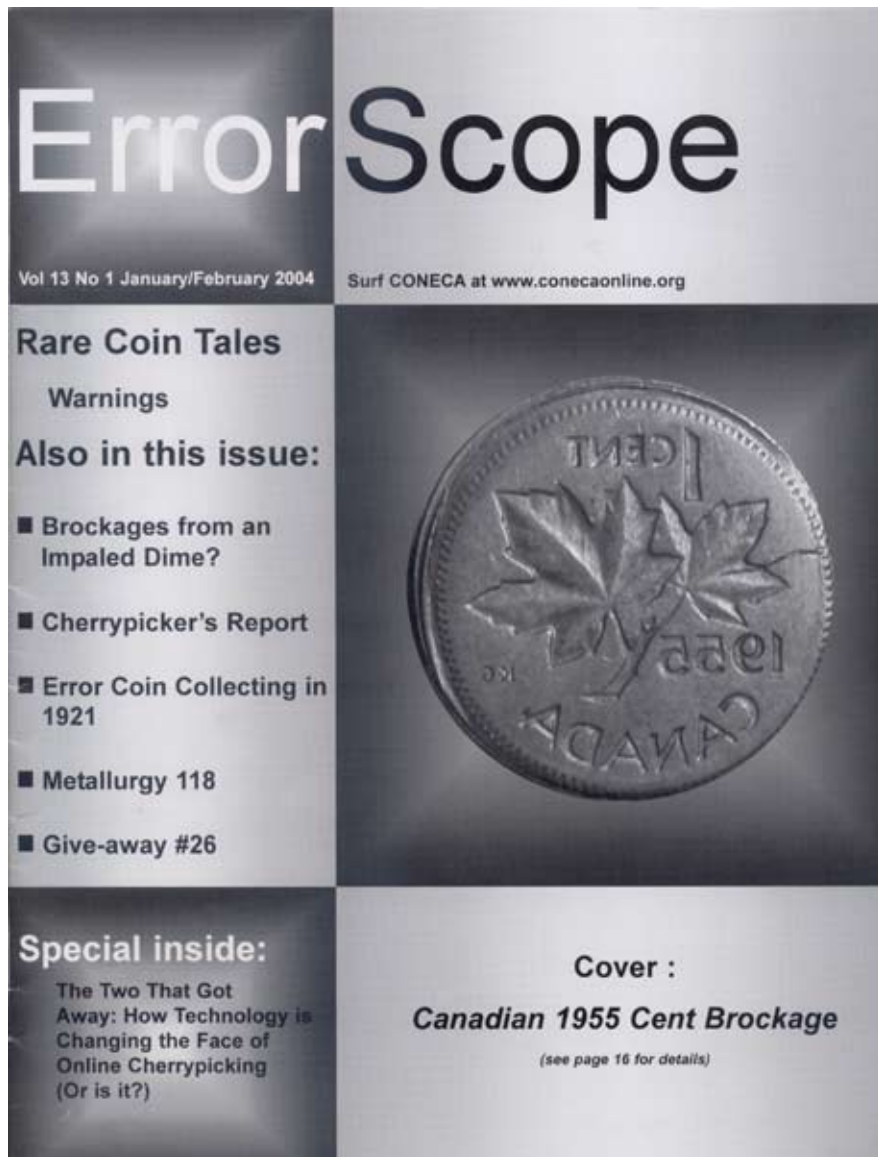 ErrorScope
Vol 13 No 1 January/February 2004
Surf CONECA at www.conecaonline.org
Rare Coin Tales
Warnings
Also in this issue:
■ Brockages from an
Impaled Dime?
■ Cherrypicker's Report
■ Error Coin Collecting in
1921
■ Metallurgy 118
■ Give-away #26
1 CENT
1955
KG
CANADA
Special inside:
The Two That Got
Away: How Technology is
Changing the Face of
Online Cherrypicking
(Or is it?)
Cover :
Canadian 1955 Cent Brockage
(see page 16 for details)